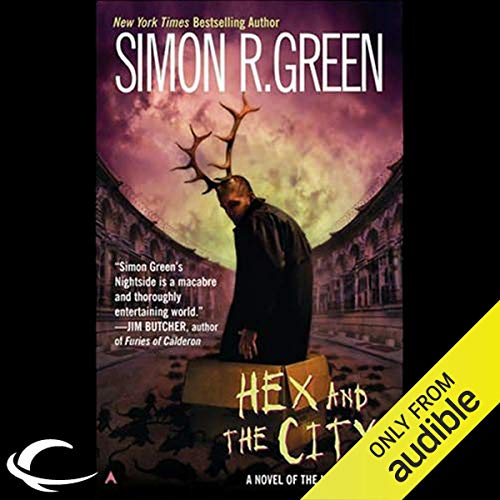 New York Times Bestselling Author
SIMON R. GREEN
“Simon Green's
Nightside is a macabre
and thoroughly
entertaining world.”
—JIM BUTCHER, author
of Furies of Calderon
HEX AND
THE CITY
A NOVEL OF THE
ONLY FROM
audible